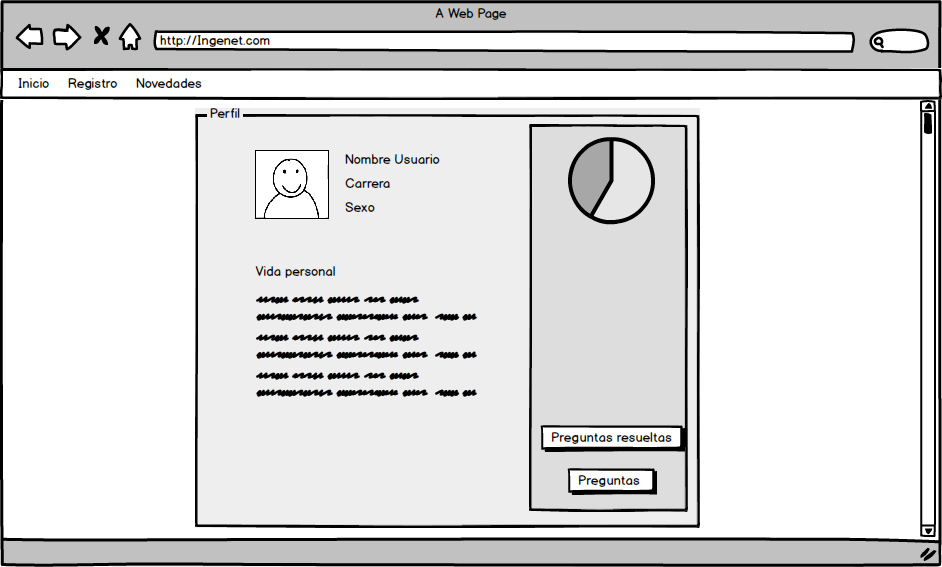 A Web Page
http://Ingenet.com
Inicio Registro Novedades
Perfil
Nombre Usuario
Carrera
Sexo
Vida personal
Preguntas resueltas
Preguntas